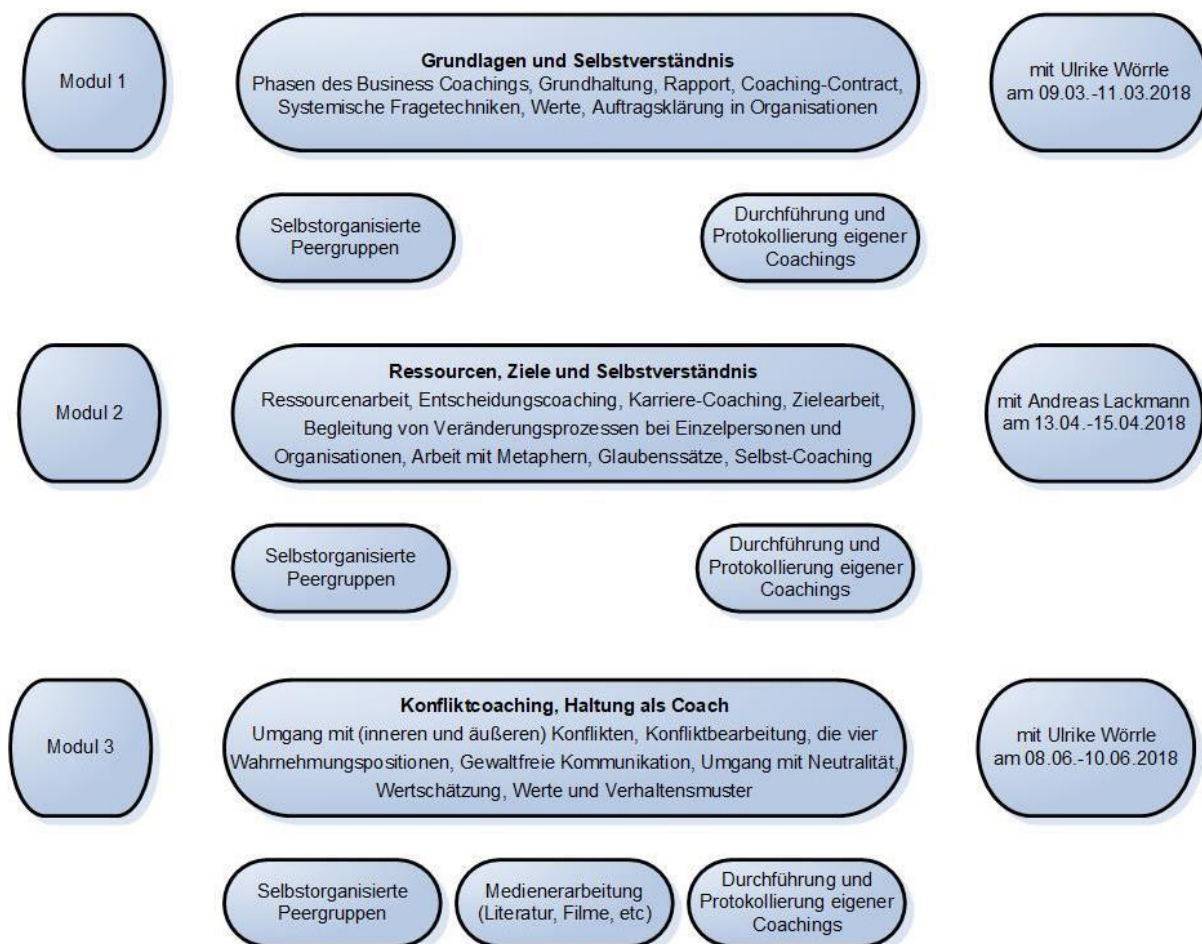 Modul 1
Grundlagen und Selbstverständnis
Phasen des Business Coachings, Grundhaltung, Rapport, Coaching-Contract,
Systemische Fragetechniken, Werte, Auftragsklärung in Organisationen
mit Ulrike Wörrle
am 09.03.-11.03.2018
Selbstorganisierte
Peergruppen
Durchführung und
Protokollierung eigener
Coachings
Modul 2
Ressourcen, Ziele und Selbstverständnis
Ressourcenarbeit, Entscheidungscoaching, Karriere-Coaching, Zielearbeit,
Begleitung von Veränderungsprozessen bei Einzelpersonen und
Organisationen, Arbeit mit Metaphern, Glaubenssätze, Selbst-Coaching
mit Andreas Lackmann
am 13.04.-15.04.2018
Selbstorganisierte
Peergruppen
Durchführung und
Protokollierung eigener
Coachings
Modul 3
Konfliktcoaching, Haltung als Coach
Umgang mit (inneren und äußeren) Konflikten, Konfliktbearbeitung, die vier
Wahrnehmungspositionen, Gewaltfreie Kommunikation, Umgang mit Neutralität,
Wertschätzung, Werte und Verhaltensmuster
mit Ulrike Wörrle
am 08.06.-10.06.2018
Selbstorganisierte
Peergruppen
Medienerarbeitung
(Literatur, Filme, etc)
Durchführung und
Protokollierung eigener
Coachings